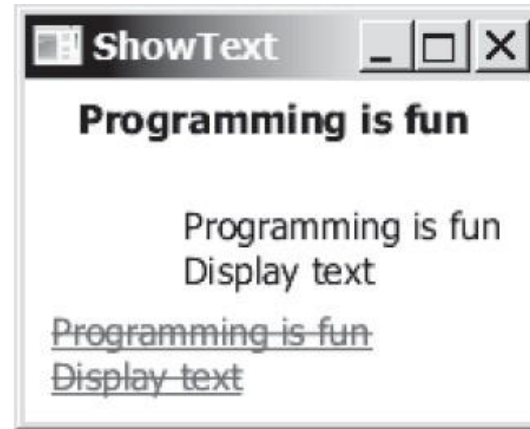 ShowText
Programming is fun
Programming is fun
Display text
Programming is fun
Display text